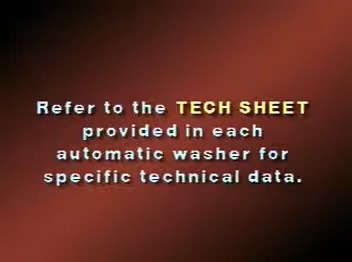 Refer to the TECH SHEET
provided in each
automatic washer for
specific technical data.